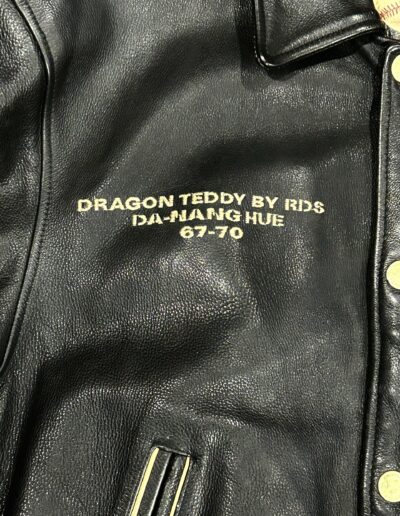 DRAGON TEDDY BY RDS
DA-NANG HUE
67-70